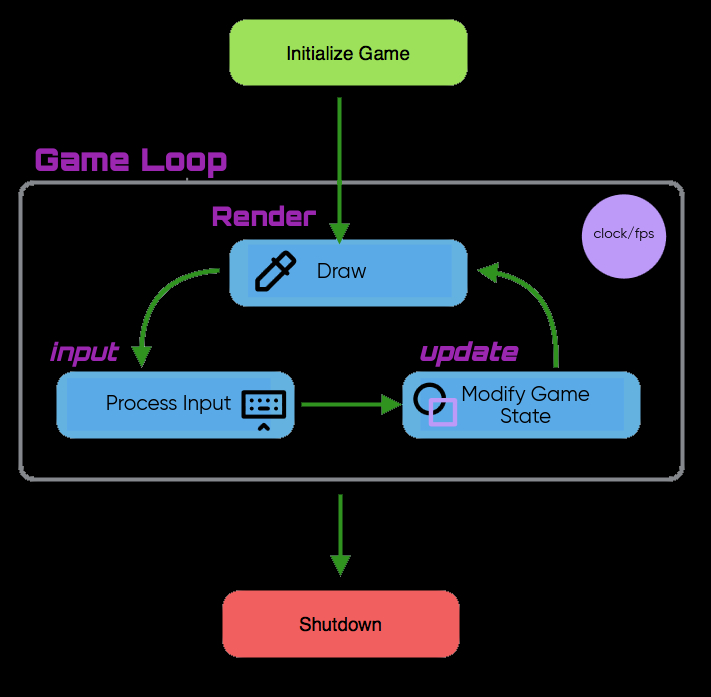 Initialize Game
Game Loop
Render
clock/fps
Draw
input
update
Process Input
Modify Game
State
Shutdown